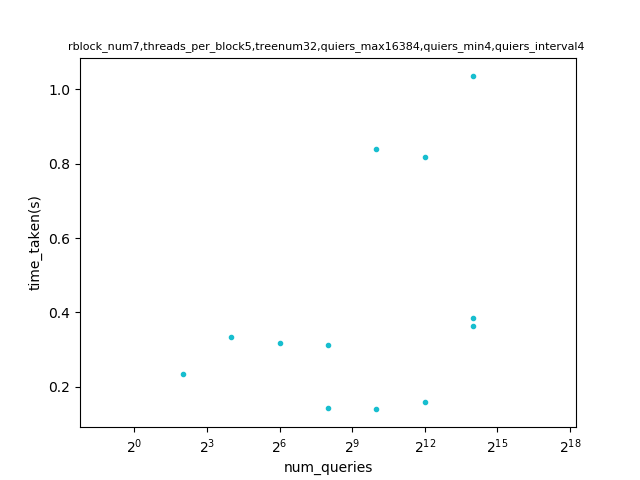 rblock_num7,threads_per_block5,treenum32,quiers_max16384,quiers_min4,quiers_interval4
1.0
0.8
0.6
0.4
0.2
time_taken(s)
2^0 2^3 2^6 2^9 2^12 2^15 2^18
num_queries